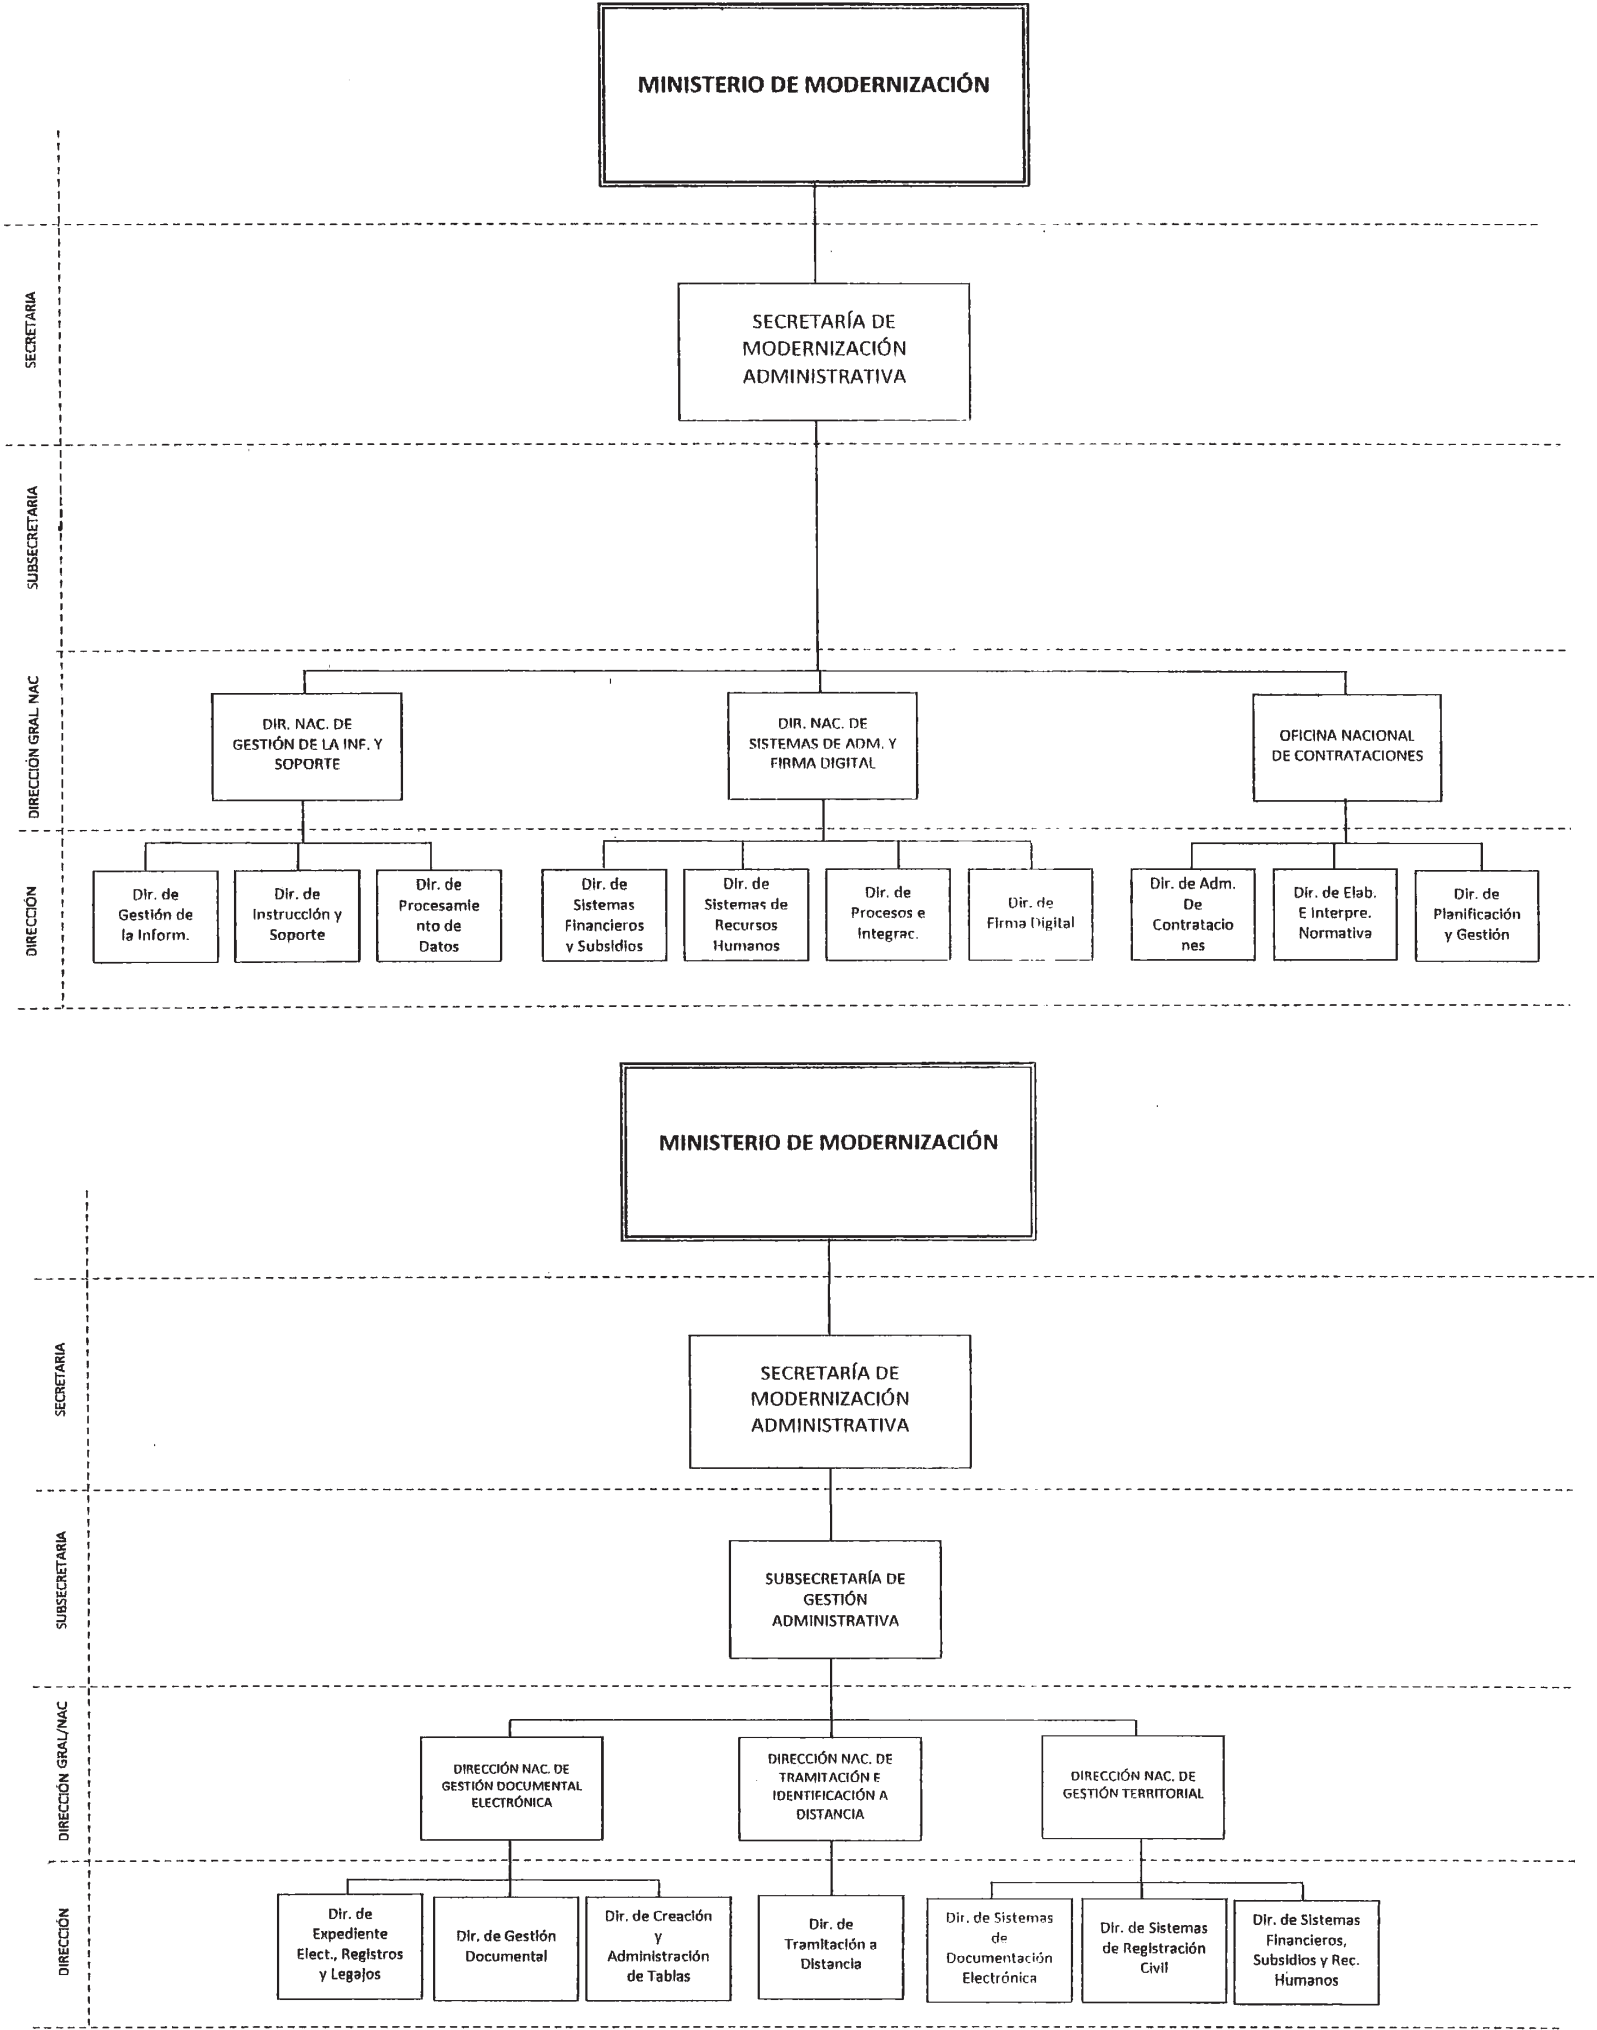 MINISTERIO DE MODERNIZACIÓN
SECRETARIA
SECRETARÍA DE
MODERNIZACIÓN
ADMINISTRATIVA
SUBSECRETARIA
DIRECCIÓN GRAL NAC
DIR. NAC. DE
GESTIÓN DE LA INF. Y
SOPORTE
DIR. NAC. DE
SISTEMAS DE ADM. Y
FIRMA DIGITAL
OFICINA NACIONAL
DE CONTRATACIONES
DIRECCIÓN
Dir. de
Gestión de
la Inform.
Dir. de
Instrucción y
Soporte
Dir. de
Procesamie
nto de
Datos
Dir. de
Sistemas
Financieros
y Subsidios
Dir. de
Sistemas de
Recursos
Humanos
Dir. de
Procesos e
Integrac.
Dir. de
Firma Digital
Dir. de Adm.
De
Contratacio
nes
Dir. de Elab.
E Interpre.
Normativa
Dir. de
Planificación
y Gestión
MINISTERIO DE MODERNIZACIÓN
SECRETARIA
SECRETARÍA DE
MODERNIZACIÓN
ADMINISTRATIVA
SUBSECRETARIA
SUBSECRETARÍA DE
GESTIÓN
ADMINISTRATIVA
DIRECCIÓN GRAL/NAC
DIRECCIÓN NAC. DE
GESTIÓN DOCUMENTAL
ELECTRÓNICA
DIRECCIÓN NAC. DE
TRAMITACIÓN E
IDENTIFICACIÓN A
DISTANCIA
DIRECCIÓN NAC. DE
GESTIÓN TERRITORIAL
DIRECCIÓN
Dir. de
Expediente
Elect., Registros
y Legajos
Dir. de Gestión
Documental
Dir. de Creación
y
Administración
de Tablas
Dir. de
Tramitación a
Distancia
Dir. de Sistemas
de
Documentación
Electrónica
Dir. de Sistemas
de Registración
Civil
Dir. de Sistemas
Financieros,
Subsidios y Rec.
Humanos